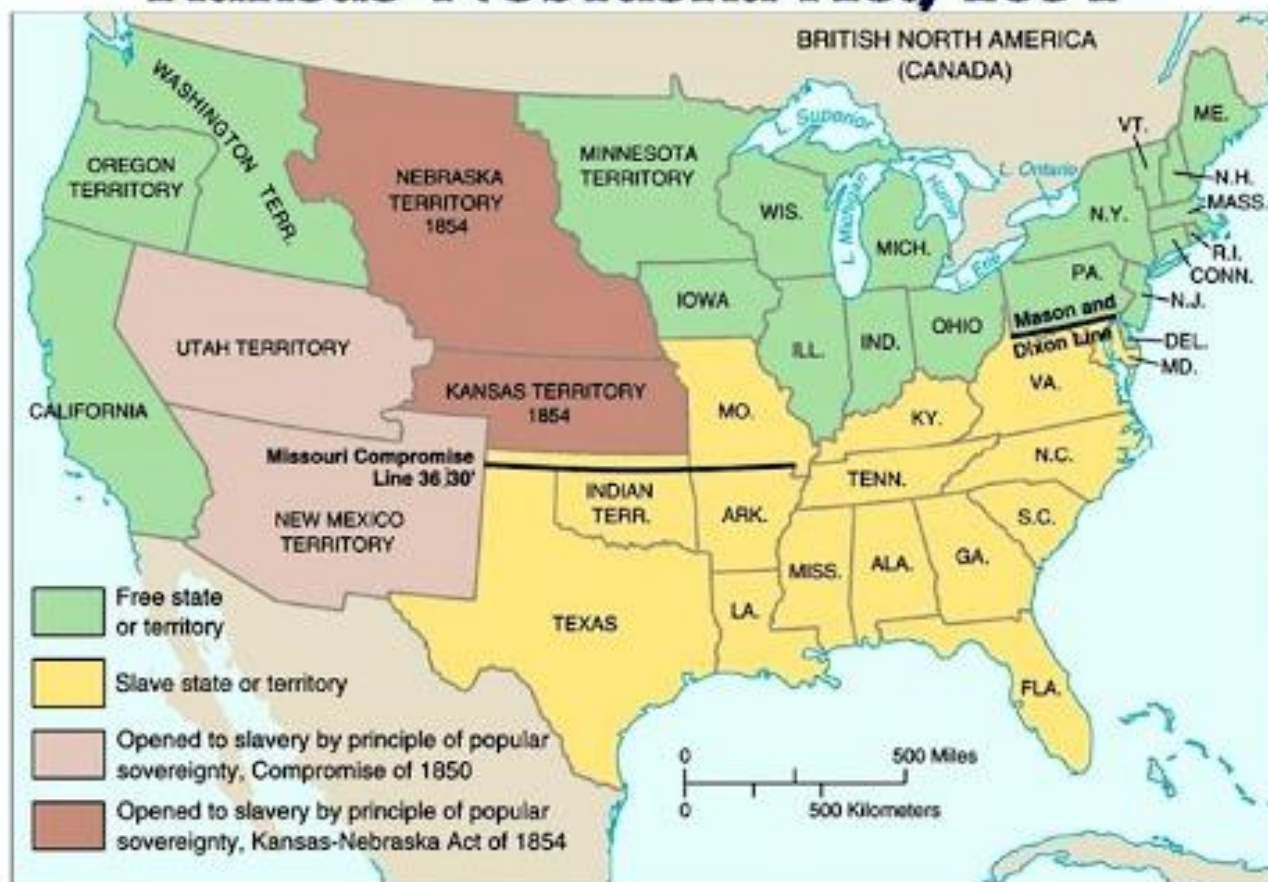 BRITISH NORTH AMERICA
(CANADA)
WASHINGTON TERR.
OREGON
TERRITORY
NEBRASKA
TERRITORY
1854
MINNESOTA
TERRITORY
L. Superior
L. Michigan
Huron
L. Ontario
L. Erie
VT.
ME.
N.H.
MASS.
N.Y.
R.I.
CONN.
WIS.
MICH.
PA.
N.J.
IOWA
OHIO
Mason and
Dixon Line
DEL.
MD.
ILL.
IND.
UTAH TERRITORY
KANSAS TERRITORY
1854
CALIFORNIA
MO.
KY.
VA.
Missouri Compromise
Line 36 30'
N.C.
TENN.
INDIAN
TERR.
ARK.
S.C.
NEW MEXICO
TERRITORY
MISS.
ALA.
GA.
TEXAS
LA.
FLA.
Free state
or territory
Slave state or territory
Opened to slavery by principle of popular
sovereignty, Compromise of 1850
Opened to slavery by principle of popular
sovereignty, Kansas-Nebraska Act of 1854
0 500 Miles
0 500 Kilometers